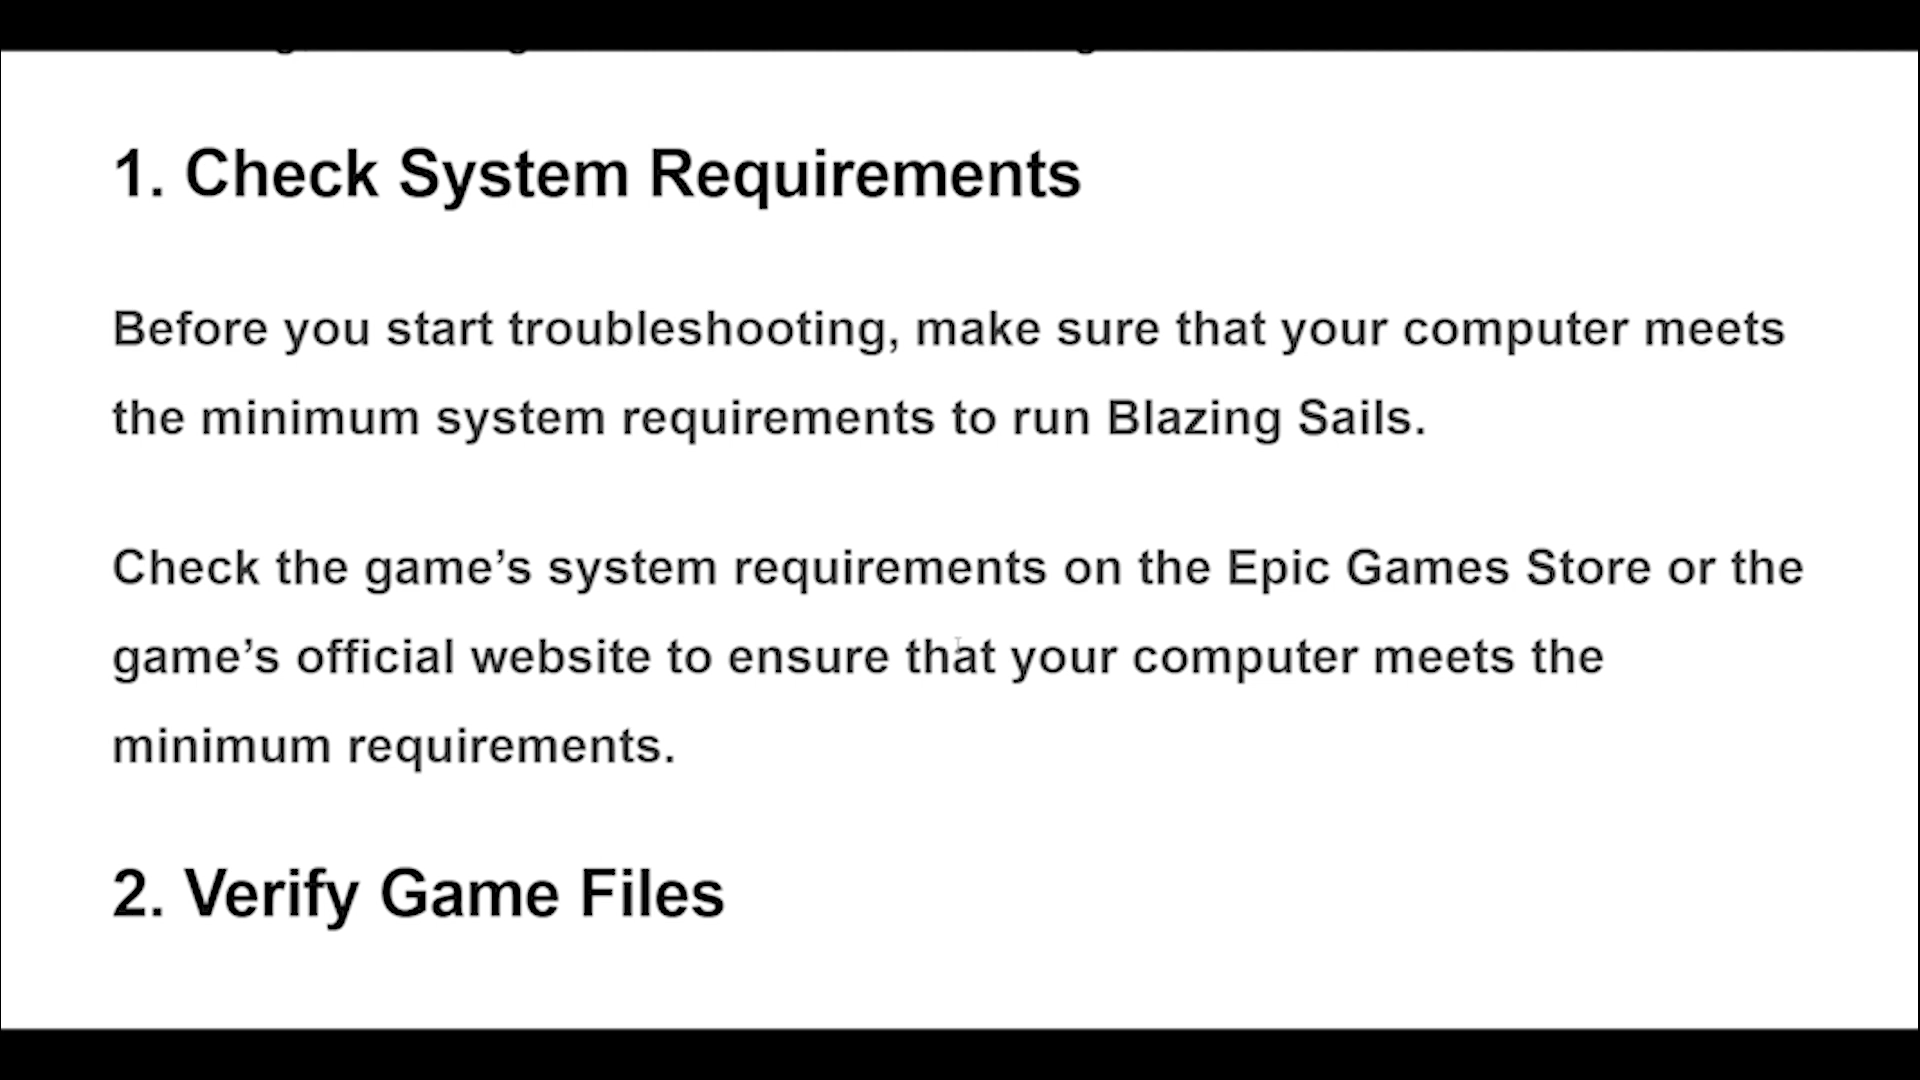 1. Check System Requirements
Before you start troubleshooting, make sure that your computer meets
the minimum system requirements to run Blazing Sails.
Check the game’s system requirements on the Epic Games Store or the
game’s official website to ensure that your computer meets the
minimum requirements.
2. Verify Game Files